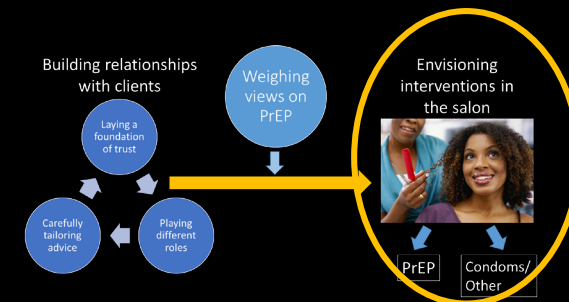 Building relationships
with clients
Laying a
foundation
of trust
Carefully
tailoring
advice
Playing
different
roles
Weighing
views on
PrEP
Envisioning
interventions in
the salon
PrEP
Condoms/
Other